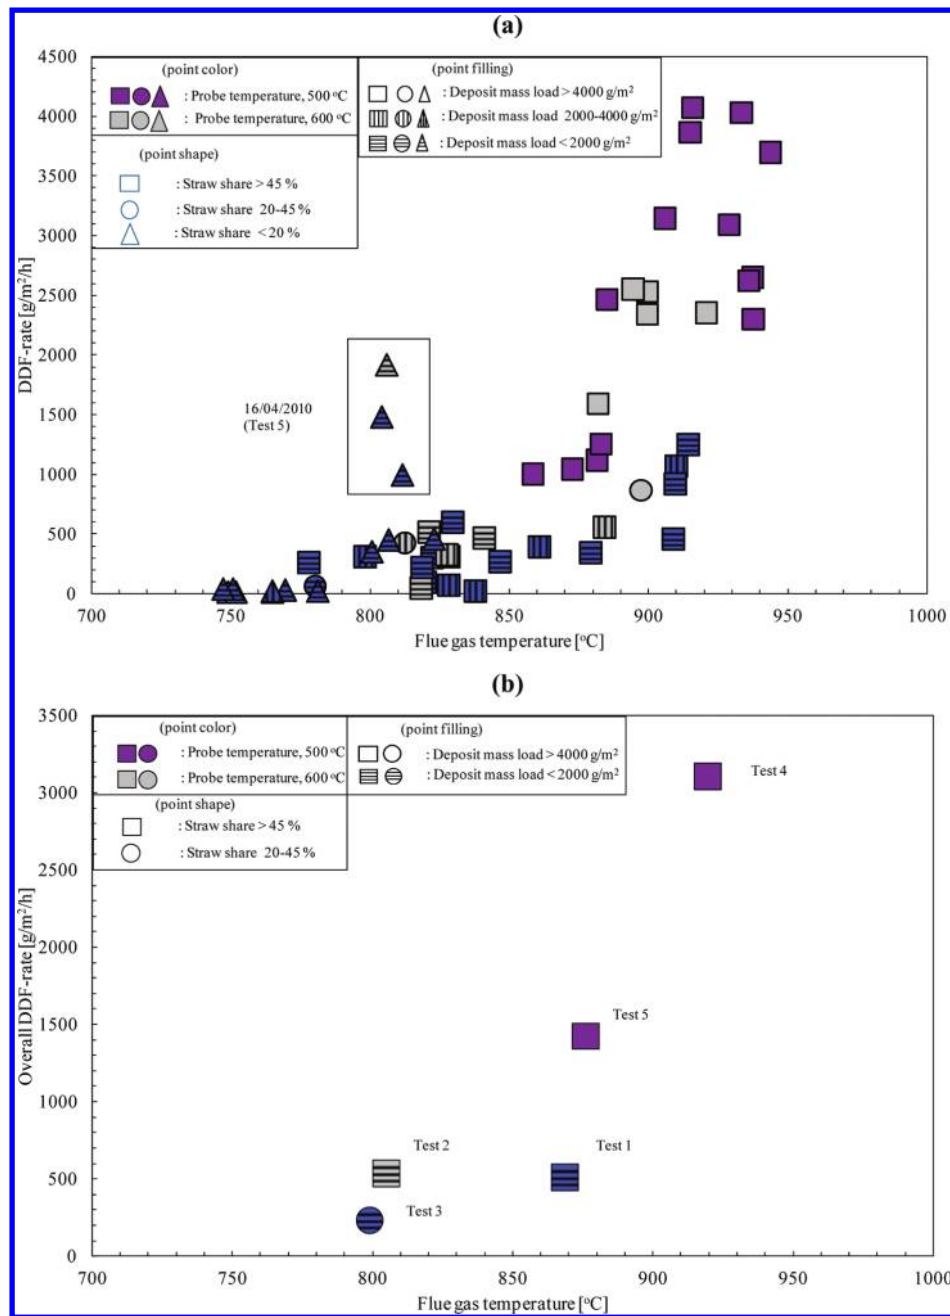 (a)
4500
4000
3500
3000
2500
2000
1500
1000
500
0
DDF-rate [g/m²/h]
(point color)
: Probe temperature, 500 °C
: Probe temperature, 600 °C
(point shape)
: Straw share > 45 %
: Straw share 20-45%
: Straw share < 20 %
(point filling)
: Deposit mass load > 4000 g/m²
: Deposit mass load 2000-4000 g/m²
: Deposit mass load < 2000 g/m²
16/04/2010
(Test 5)
700 750 800 850 900 950 1000
Flue gas temperature [°C]
(b)
3500
3000
2500
2000
1500
1000
500
0
Overall DDF-rate [g/m²/h]
(point color)
: Probe temperature, 500 °C
: Probe temperature, 600 °C
(point shape)
: Straw share > 45 %
: Straw share 20-45%
(point filling)
: Deposit mass load > 4000 g/m²
: Deposit mass load < 2000 g/m²
Test 4
Test 5
Test 2
Test 1
Test 3
700 750 800 850 900 950 1000
Flue gas temperature [°C]